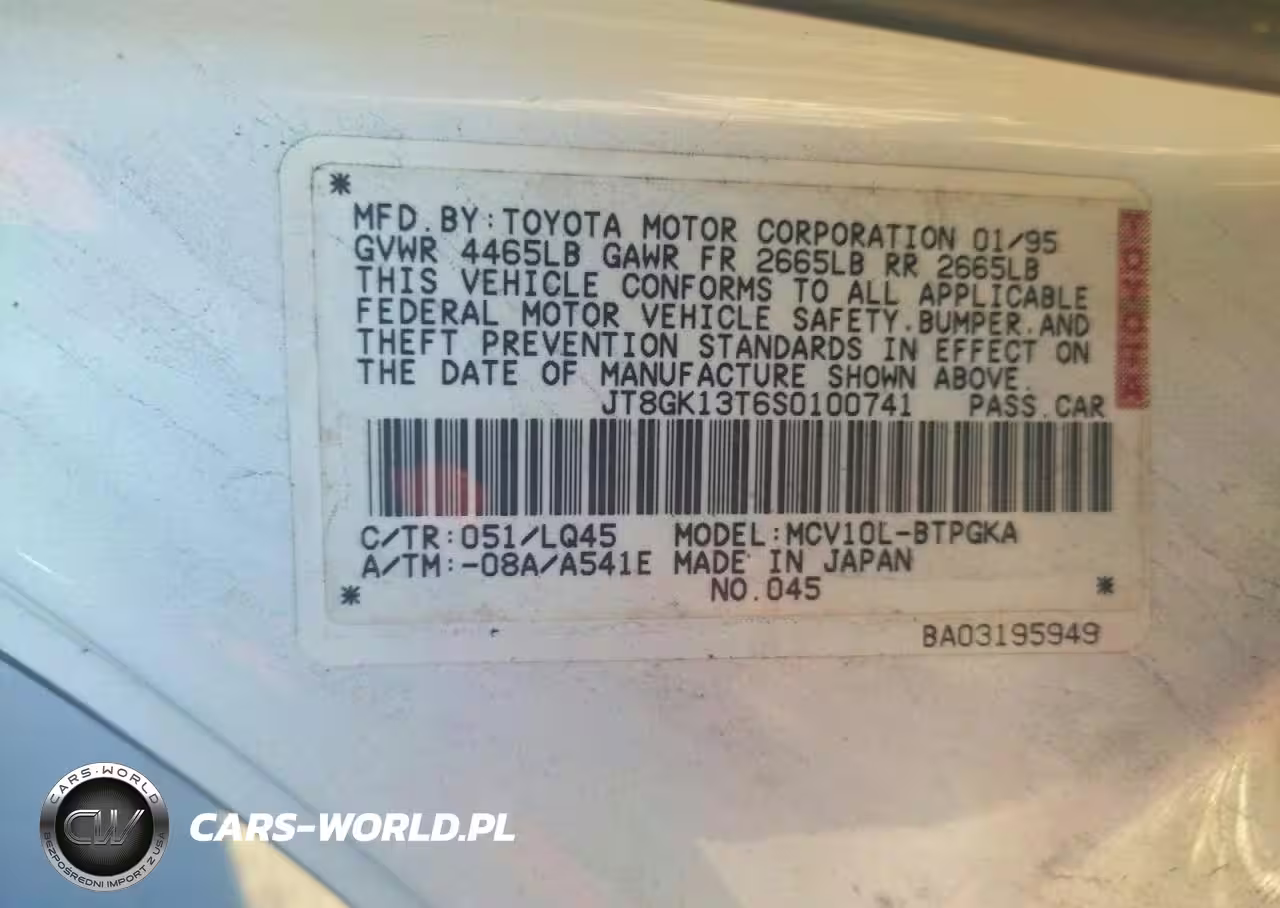 MFD. BY: TOYOTA MOTOR CORPORATION 01/95
GVWR 4465LB GAWR FR 2665LB RR 2665LB
THIS VEHICLE CONFORMS TO ALL APPLICABLE
FEDERAL MOTOR VEHICLE SAFETY.BUMPER.AND
THEFT PREVENTION STANDARDS IN EFFECT ON
THE DATE OF MANUFACTURE SHOWN ABOVE.
JT8GK13T6S0100741 PASS.CAR
TOYOTA
C/TR:051/LQ45 MODEL:MCV10L-BTPGKA
A/TM:-08A/A541E MADE IN JAPAN
NO.045
BA03195949
CARS-WORLD
CW
BEZPOŚREDNI IMPORT Z USA
CARS-WORLD.PL